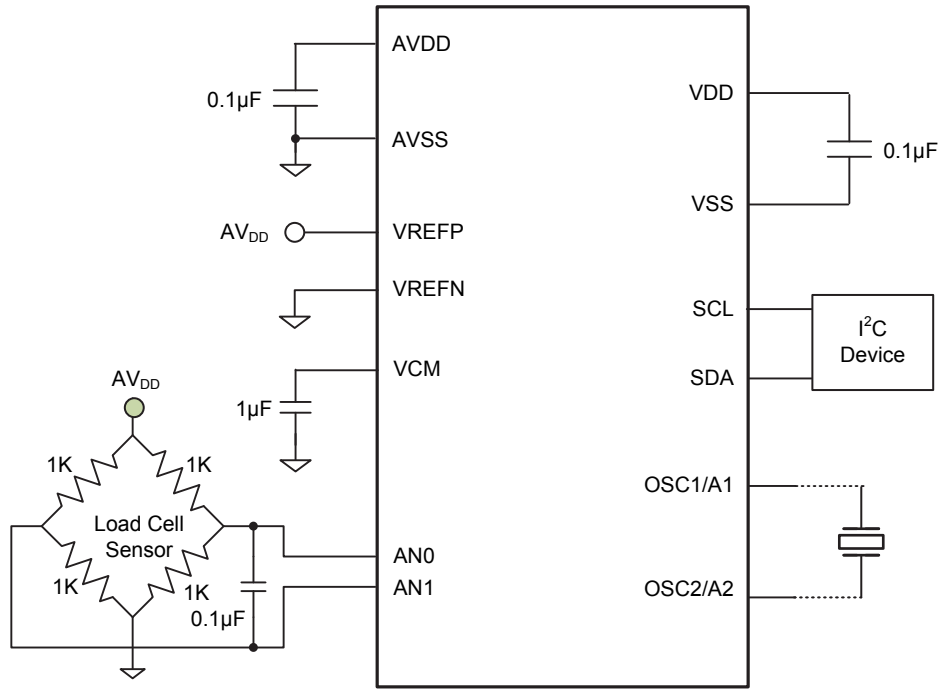 AVDD
0.1µF
AVSS
AVDD
VREFP
VREFN
VCM
1µF
AVDD
1K
1K
Load Cell
Sensor
1K
1K
0.1µF
AN0
AN1
VDD
0.1µF
VSS
SCL
SDA
I²C
Device
OSC1/A1
OSC2/A2